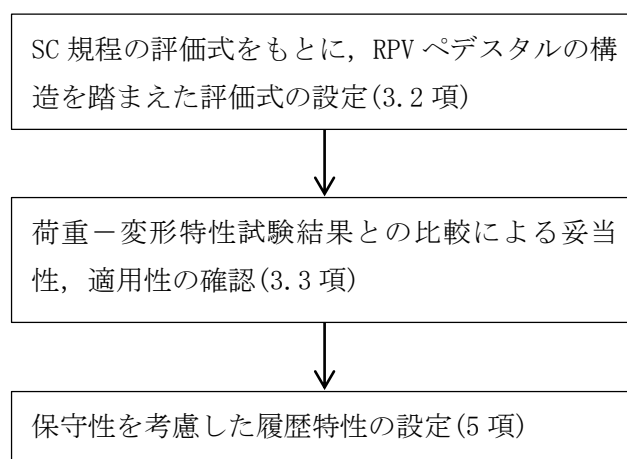 SC 規程の評価式をもとに，RPV ペデスタルの構
造を踏まえた評価式の設定(3.2 項)
荷重－変形特性試験結果との比較による妥当
性，適用性の確認(3.3 項)
保守性を考慮した履歴特性の設定(5 項)